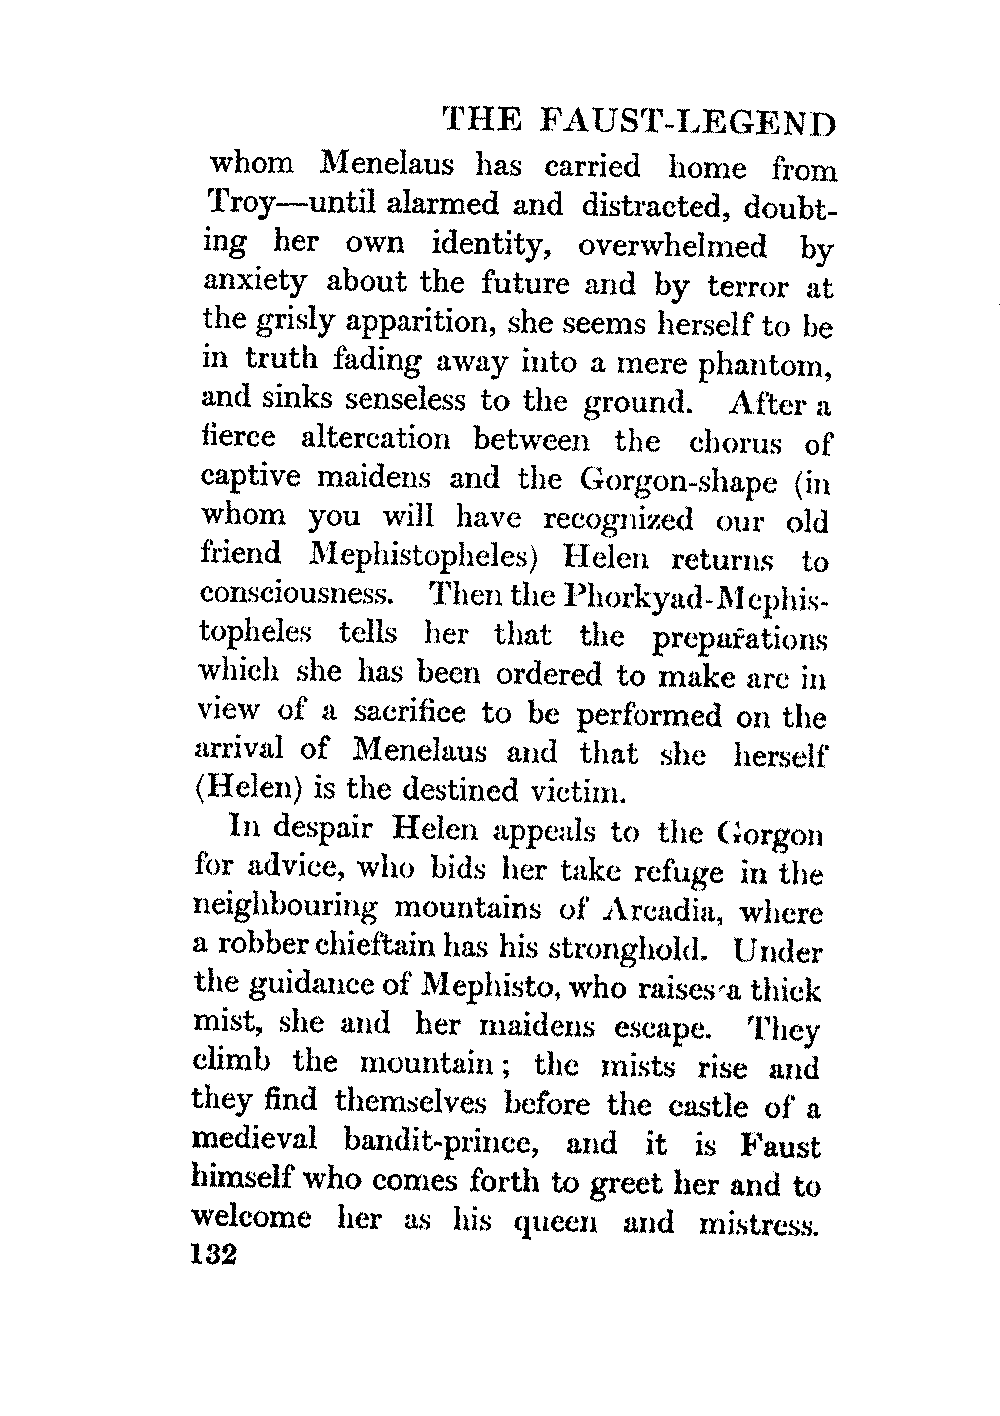 THE FAUST-LEGEND
whom Menelaus has carried home from
Troy—until alarmed and distracted, doubt-
ing her own identity, overwhelmed by
anxiety about the future and by terror at
the grisly apparition, she seems herself to be
in truth fading away into a mere phantom,
and sinks senseless to the ground. After a
fierce altercation between the chorus of
captive maidens and the Gorgon-shape (in
whom you will have recognized our old
friend Mephistopheles) Helen returns to
consciousness. Then the Phorkyad-Mephis-
topheles tells her that the preparations
which she has been ordered to make are in
view of a sacrifice to be performed on the
arrival of Menelaus and that she herself
(Helen) is the destined victim.
In despair Helen appeals to the Gorgon
for advice, who bids her take refuge in the
neighbouring mountains of Arcadia, where
a robber chieftain has his stronghold. Under
the guidance of Mephisto, who raises a thick
mist, she and her maidens escape. They
climb the mountain; the mists rise and
they find themselves before the castle of a
medieval bandit-prince, and it is Faust
himself who comes forth to greet her and to
welcome her as his queen and mistress.
132